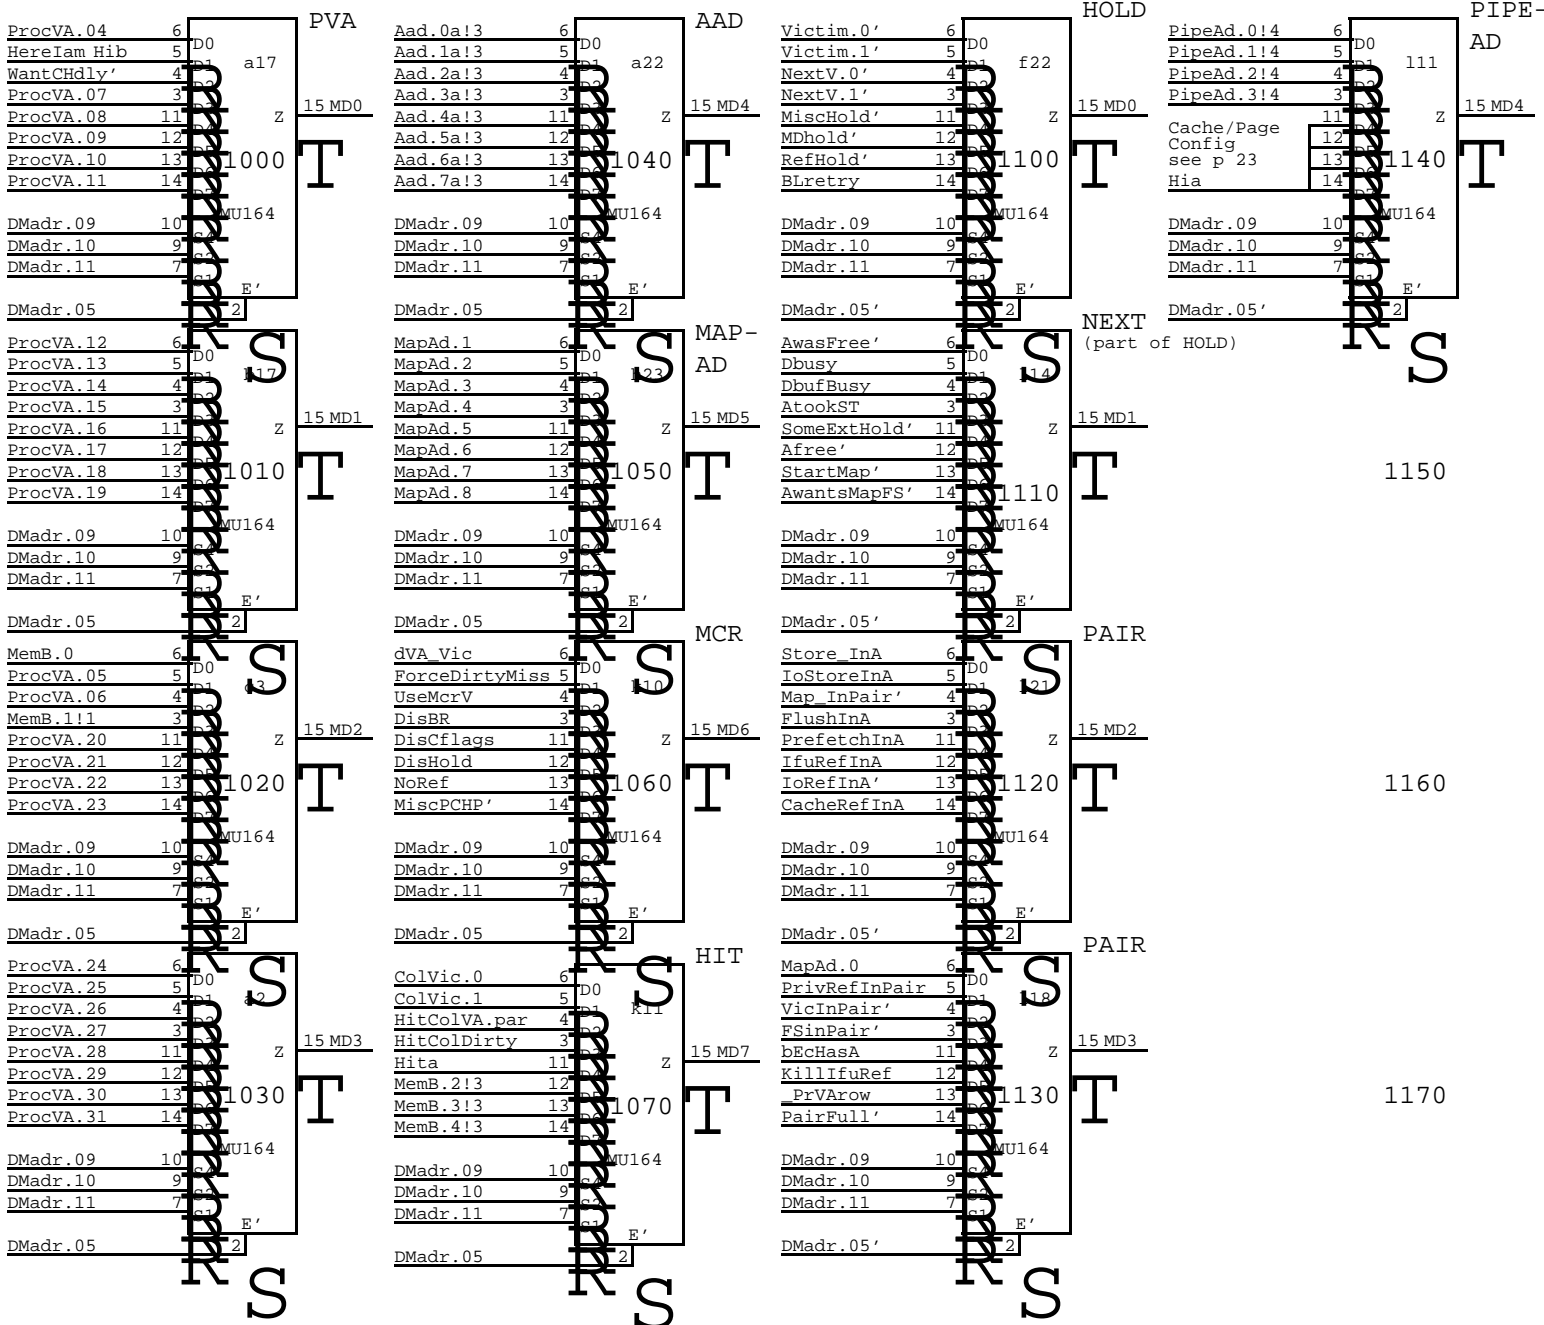 PVA
ProcVA.04 6 D0
HereIam Hib 5 D1 a17
WantCHdly' 4
ProcVA.07 3
ProcVA.08 11 Z 15 MD0
ProcVA.09 12
ProcVA.10 13 1000 T
ProcVA.11 14
MU164
DMadr.09 10
DMadr.10 9
DMadr.11 7
E'
DMadr.05 2
S
ProcVA.12 6 D0
ProcVA.13 5 D1
ProcVA.14 4
ProcVA.15 3
ProcVA.16 11 Z 15 MD1
ProcVA.17 12
ProcVA.18 13 1010 T
ProcVA.19 14
MU164
DMadr.09 10
DMadr.10 9
DMadr.11 7
E'
DMadr.05 2
S
MemB.0 6 D0
ProcVA.05 5 D1
ProcVA.06 4
MemB.1!1 3
ProcVA.20 11 Z 15 MD2
ProcVA.21 12
ProcVA.22 13 1020 T
ProcVA.23 14
MU164
DMadr.09 10
DMadr.10 9
DMadr.11 7
E'
DMadr.05 2
S
ProcVA.24 6 D0
ProcVA.25 5 D1
ProcVA.26 4
ProcVA.27 3
ProcVA.28 11 Z 15 MD3
ProcVA.29 12
ProcVA.30 13 1030 T
ProcVA.31 14
MU164
DMadr.09 10
DMadr.10 9
DMadr.11 7
E'
DMadr.05 2
S
AAD
Aad.0a!3 6 D0
Aad.1a!3 5 D1 a22
Aad.2a!3 4
Aad.3a!3 3
Aad.4a!3 11 Z 15 MD4
Aad.5a!3 12
Aad.6a!3 13 1040 T
Aad.7a!3 14
MU164
DMadr.09 10
DMadr.10 9
DMadr.11 7
E'
DMadr.05 2
S
MAP-
AD
MapAd.1 6 D0
MapAd.2 5 D1
MapAd.3 4
MapAd.4 3
MapAd.5 11 Z 15 MD5
MapAd.6 12
MapAd.7 13 1050 T
MapAd.8 14
MU164
DMadr.09 10
DMadr.10 9
DMadr.11 7
E'
DMadr.05 2
S
MCR
dVA_Vic 6 D0
ForceDirtyMiss 5 D1
UseMcrV 4
DisBR 3
DisCflags 11 Z 15 MD6
DisHold 12
NoRef 13 1060 T
MiscPCHP' 14
MU164
DMadr.09 10
DMadr.10 9
DMadr.11 7
E'
DMadr.05 2
S
HIT
ColVic.0 6 D0
ColVic.1 5 D1 k11
HitColVA.par 4
HitColDirty 3
Hita 11 Z 15 MD7
MemB.2!3 12
MemB.3!3 13 1070 T
MemB.4!3 14
MU164
DMadr.09 10
DMadr.10 9
DMadr.11 7
E'
DMadr.05 2
S
HOLD
Victim.0' 6 D0
Victim.1' 5 D1 f22
NextV.0' 4
NextV.1' 3
MiscHold' 11 Z 15 MD0
MDhold' 12
RefHold' 13 1100 T
BLretry 14
MU164
DMadr.09 10
DMadr.10 9
DMadr.11 7
E'
DMadr.05' 2
S
NEXT
(part of HOLD)
AwasFree' 6 D0
Dbusy 5 D1
DbufBusy 4
AtookST 3
SomeExtHold' 11 Z 15 MD1
Afree' 12
StartMap' 13 T
AwantsMapFS' 14 1110
MU164
DMadr.09 10
DMadr.10 9
DMadr.11 7
E'
DMadr.05' 2
S
PAIR
Store_InA 6 D0
IoStoreInA 5 D1
Map_InPair' 4
FlushInA 3
PrefetchInA 11 Z 15 MD2
IfuRefInA 12
IoRefInA' 13 1120 T
CacheRefInA 14
MU164
DMadr.09 10
DMadr.10 9
DMadr.11 7
E'
DMadr.05' 2
S
PAIR
MapAd.0 6 D0
PrivRefInPair 5 D1
VicInPair' 4
FSinPair' 3
bEcHasA 11 Z 15 MD3
KillIfuRef 12
_PrVArow 13 1130 T
PairFull' 14
MU164
DMadr.09 10
DMadr.10 9
DMadr.11 7
E'
DMadr.05' 2
S
PIPE-
AD
PipeAd.0!4 6 D0
PipeAd.1!4 5 D1 l11
PipeAd.2!4 4
PipeAd.3!4 3
11 Z 15 MD4
Cache/Page 12
Config
see p 23 13 1140 T
Hia 14
MU164
DMadr.09 10
DMadr.10 9
DMadr.11 7
E'
DMadr.05' 2
S
1150
1160
1170